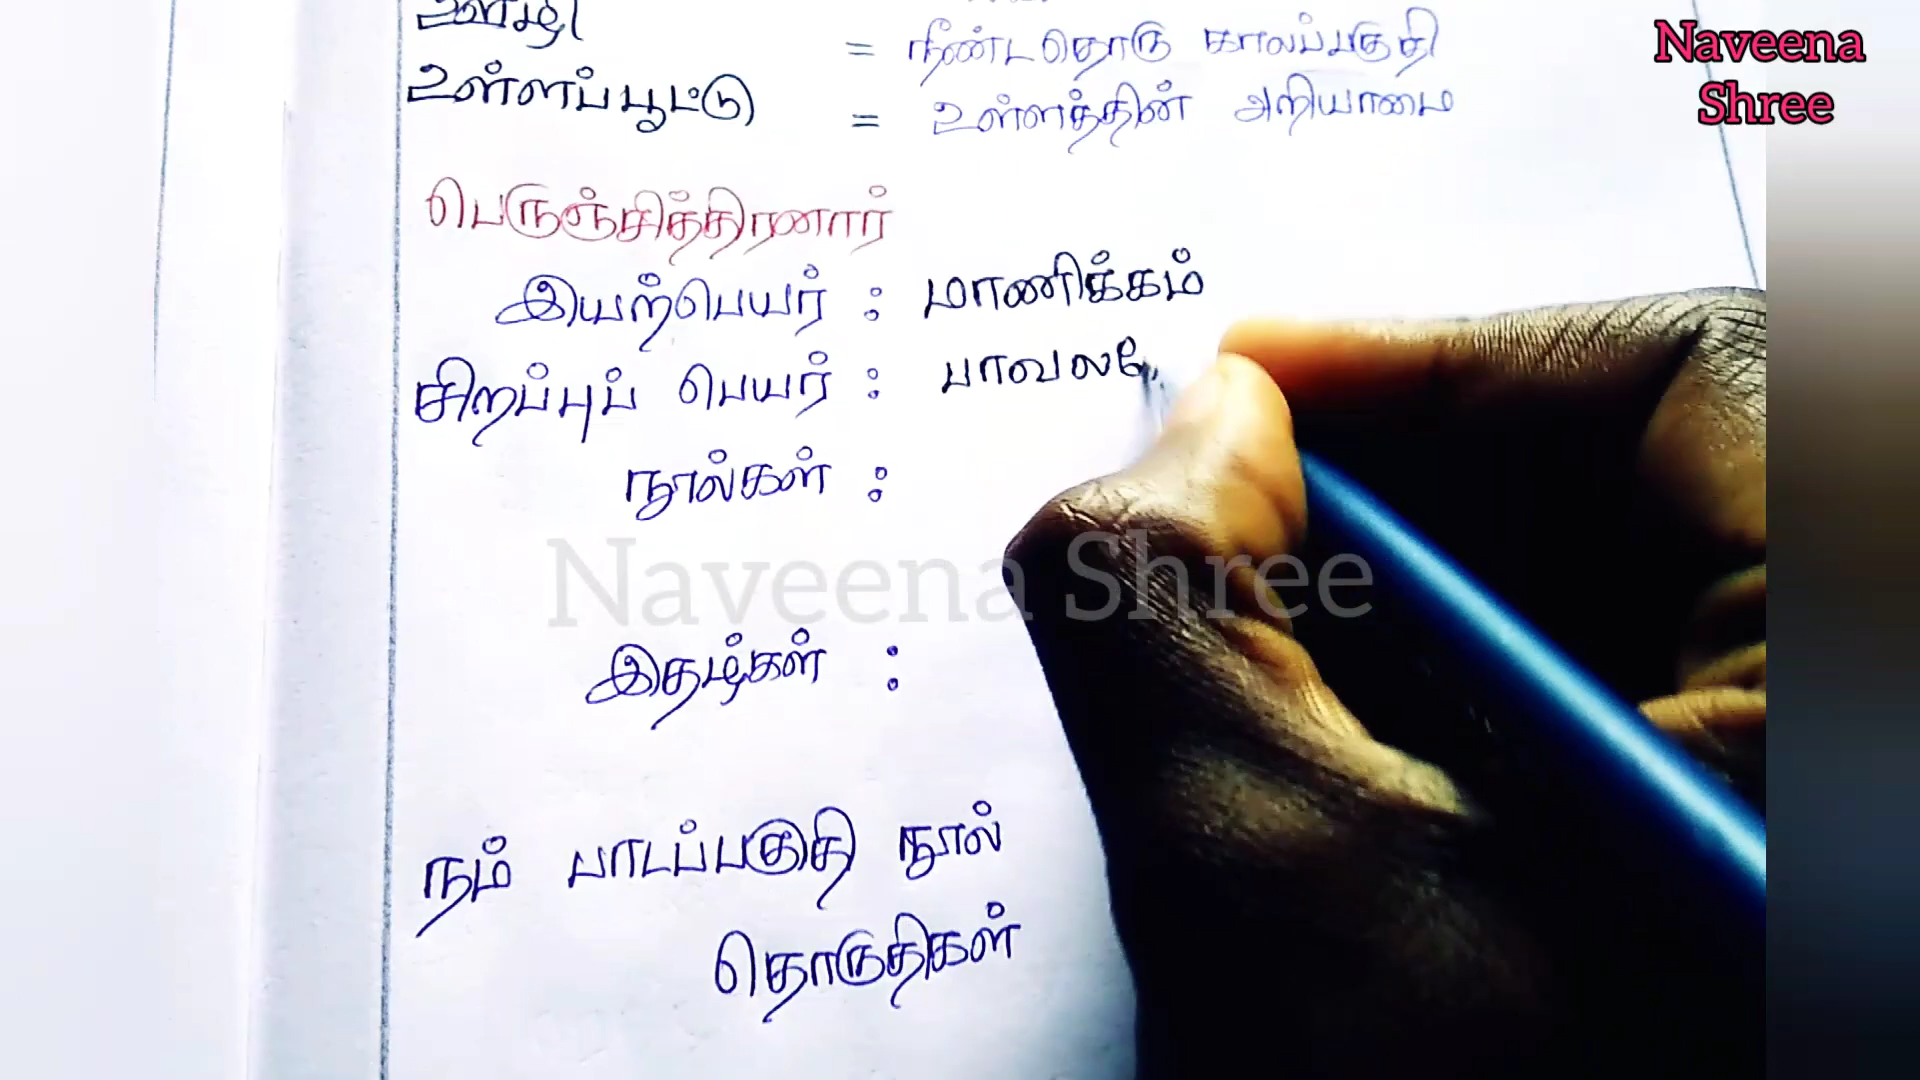 ஊழி = நீண்டதொரு காலப்பகுதி
உள்ளப்பூட்டு = உள்ளத்தின் அறியாமை
பெருஞ்சித்திரனார்
இயற்பெயர் : மாணிக்கம்
சிறப்புப் பெயர் : பாவலரே
நூல்கள் :
இதழ்கள் :
நம் பாடப்பகுதி நூல்
தொகுதிகள்
Naveena
Shree
Naveena Shree